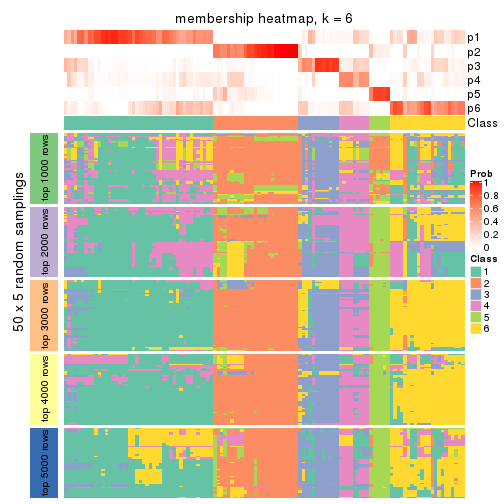 membership heatmap, k = 6
p1
p2
p3
p4
p5
p6
Class
50 x 5 random samplings
top 1000 rows
top 2000 rows
top 3000 rows
top 4000 rows
top 5000 rows
Prob
1
0.8
0.6
0.4
0.2
0
Class
1
2
3
4
5
6